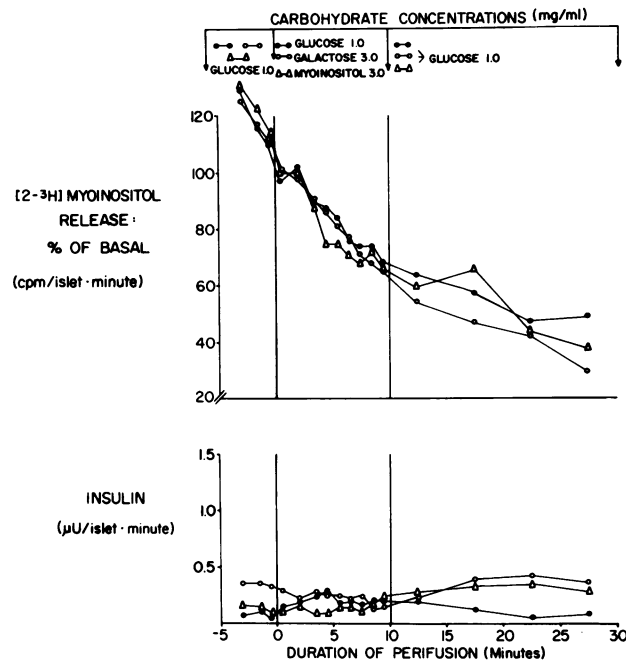 CARBOHYDRATE CONCENTRATIONS (mg/ml)
GLUCOSE 1.0
GALACTOSE 3.0
MYOINOSITOL 3.0
GLUCOSE 1.0
GLUCOSE 1.0
[2-³H] MYOINOSITOL
RELEASE:
% OF BASAL
(cpm/islet·minute)
120
100
80
60
40
20
INSULIN
(µU/islet·minute)
1.5
1.0
0.5
0
-5 0 5 10 15 20 25 30
DURATION OF PERIFUSION (Minutes)